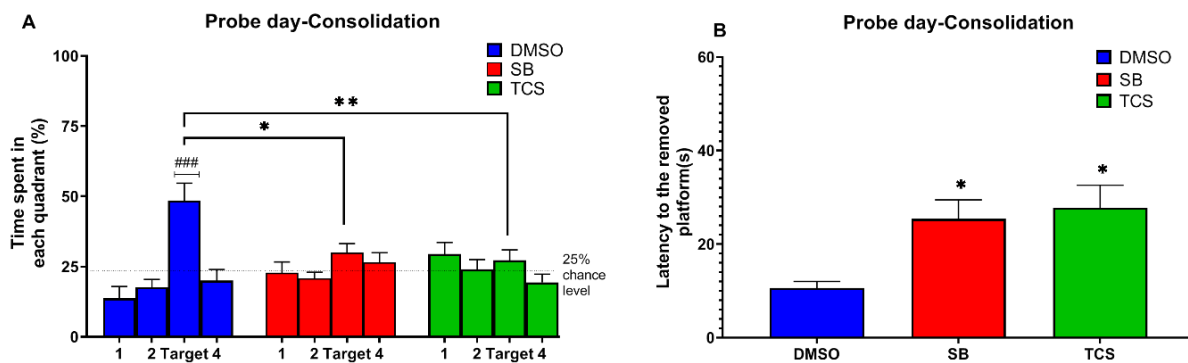 A
Probe day-Consolidation
DMSO
SB
TCS
Time spent in
each quadrant (%)
100
75
50
25
0
**
*
###
25%
chance
level
1 2 Target 4
1 2 Target 4
1 2 Target 4
B
Probe day-Consolidation
DMSO
SB
TCS
Latency to the removed
platform(s)
60
40
20
0
*
*
DMSO SB TCS